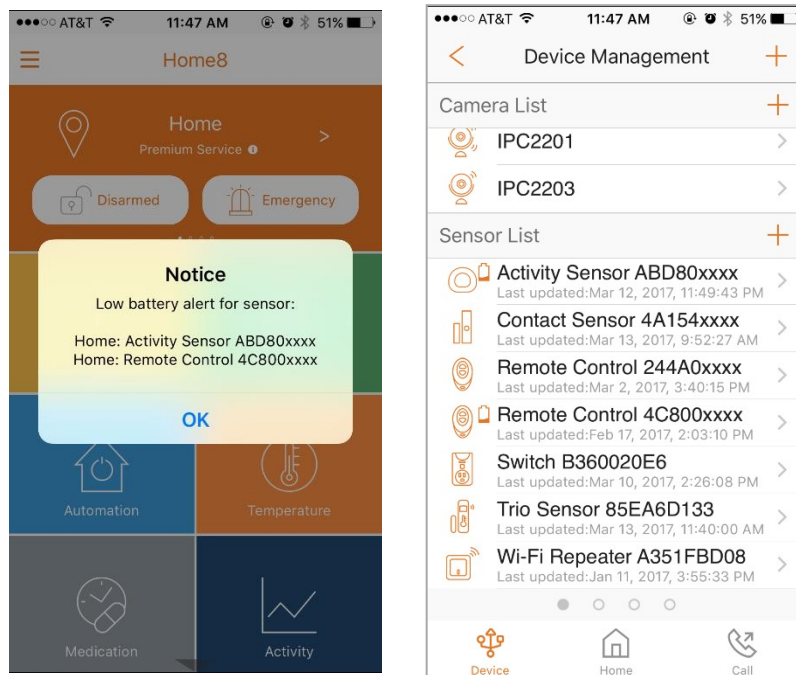 AT&T 11:47 AM 51%
Home8
Home
Premium Service
>
Disarmed Emergency
Notice
Low battery alert for sensor:
Home: Activity Sensor ABD80xxxx
Home: Remote Control 4C800xxxx
OK
Automation Temperature
Medication Activity
AT&T 11:47 AM 51%
< Device Management +
Camera List +
IPC2201 >
IPC2203 >
Sensor List +
Activity Sensor ABD80xxxx >
Last updated:Mar 12, 2017, 11:49:43 PM
Contact Sensor 4A154xxxx >
Last updated:Mar 13, 2017, 9:52:27 AM
Remote Control 244A0xxxx >
Last updated:Mar 2, 2017, 3:40:15 PM
Remote Control 4C800xxxx >
Last updated:Feb 17, 2017, 2:03:10 PM
Switch B360020E6 >
Last updated:Mar 10, 2017, 2:26:08 PM
Trio Sensor 85EA6D133 >
Last updated:Mar 13, 2017, 11:40:00 AM
Wi-Fi Repeater A351FBD08 >
Last updated:Jan 11, 2017, 3:55:33 PM
Device Home Call